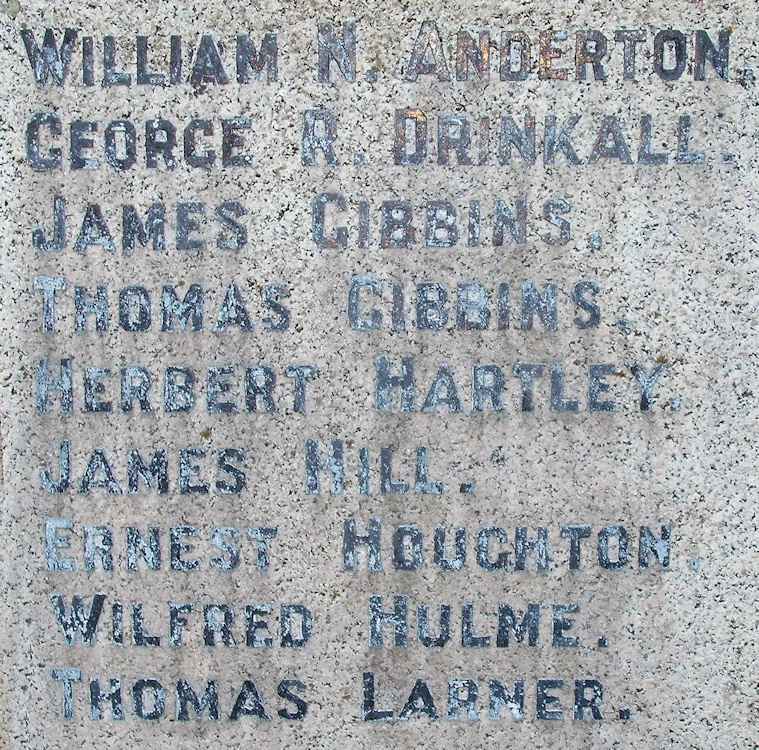 WILLIAM N. ANDERTON.
GEORGE R. DRINKALL.
JAMES GIBBINS.
THOMAS GIBBINS.
HERBERT HARTLEY.
JAMES HILL.
ERNEST HOUGHTON.
WILFRED HULME.
THOMAS LARNER.